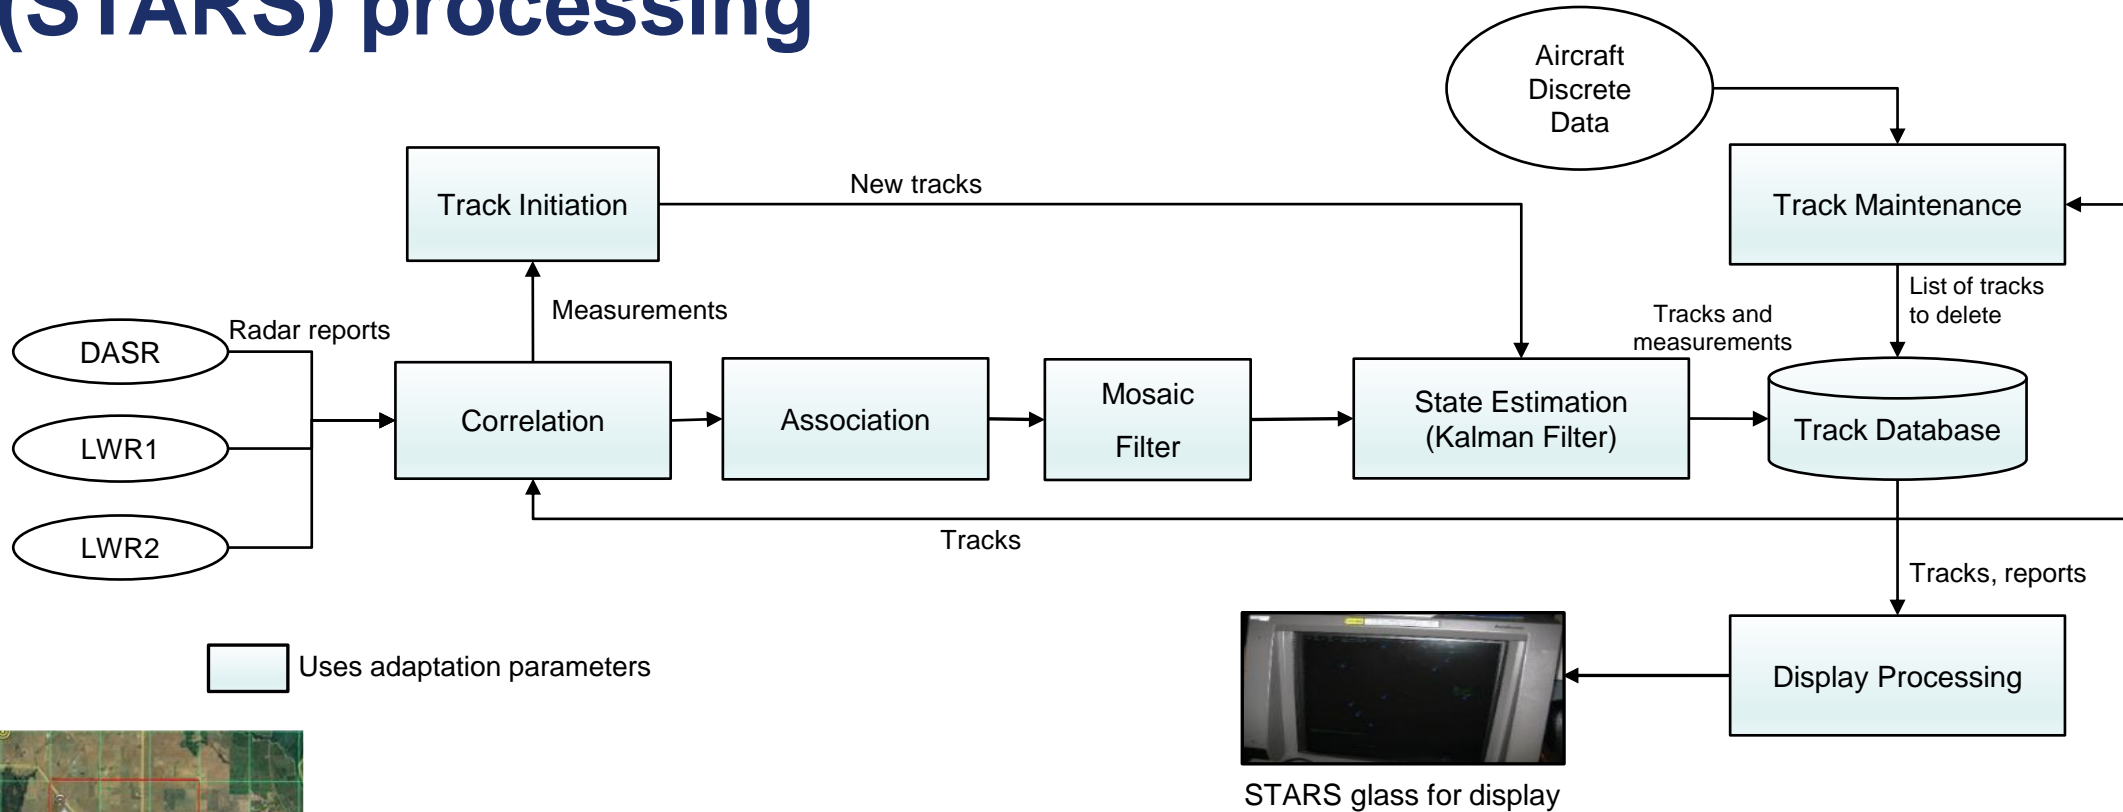 (STARS) processing
Aircraft
Discrete
Data
Track Initiation
New tracks
Track Maintenance
Measurements
List of tracks
to delete
Radar reports
DASR
LWR1
LWR2
Correlation
Association
Mosaic
Filter
State Estimation
(Kalman Filter)
Tracks and
measurements
Track Database
Tracks
Tracks, reports
Uses adaptation parameters
Display Processing
STARS glass for display